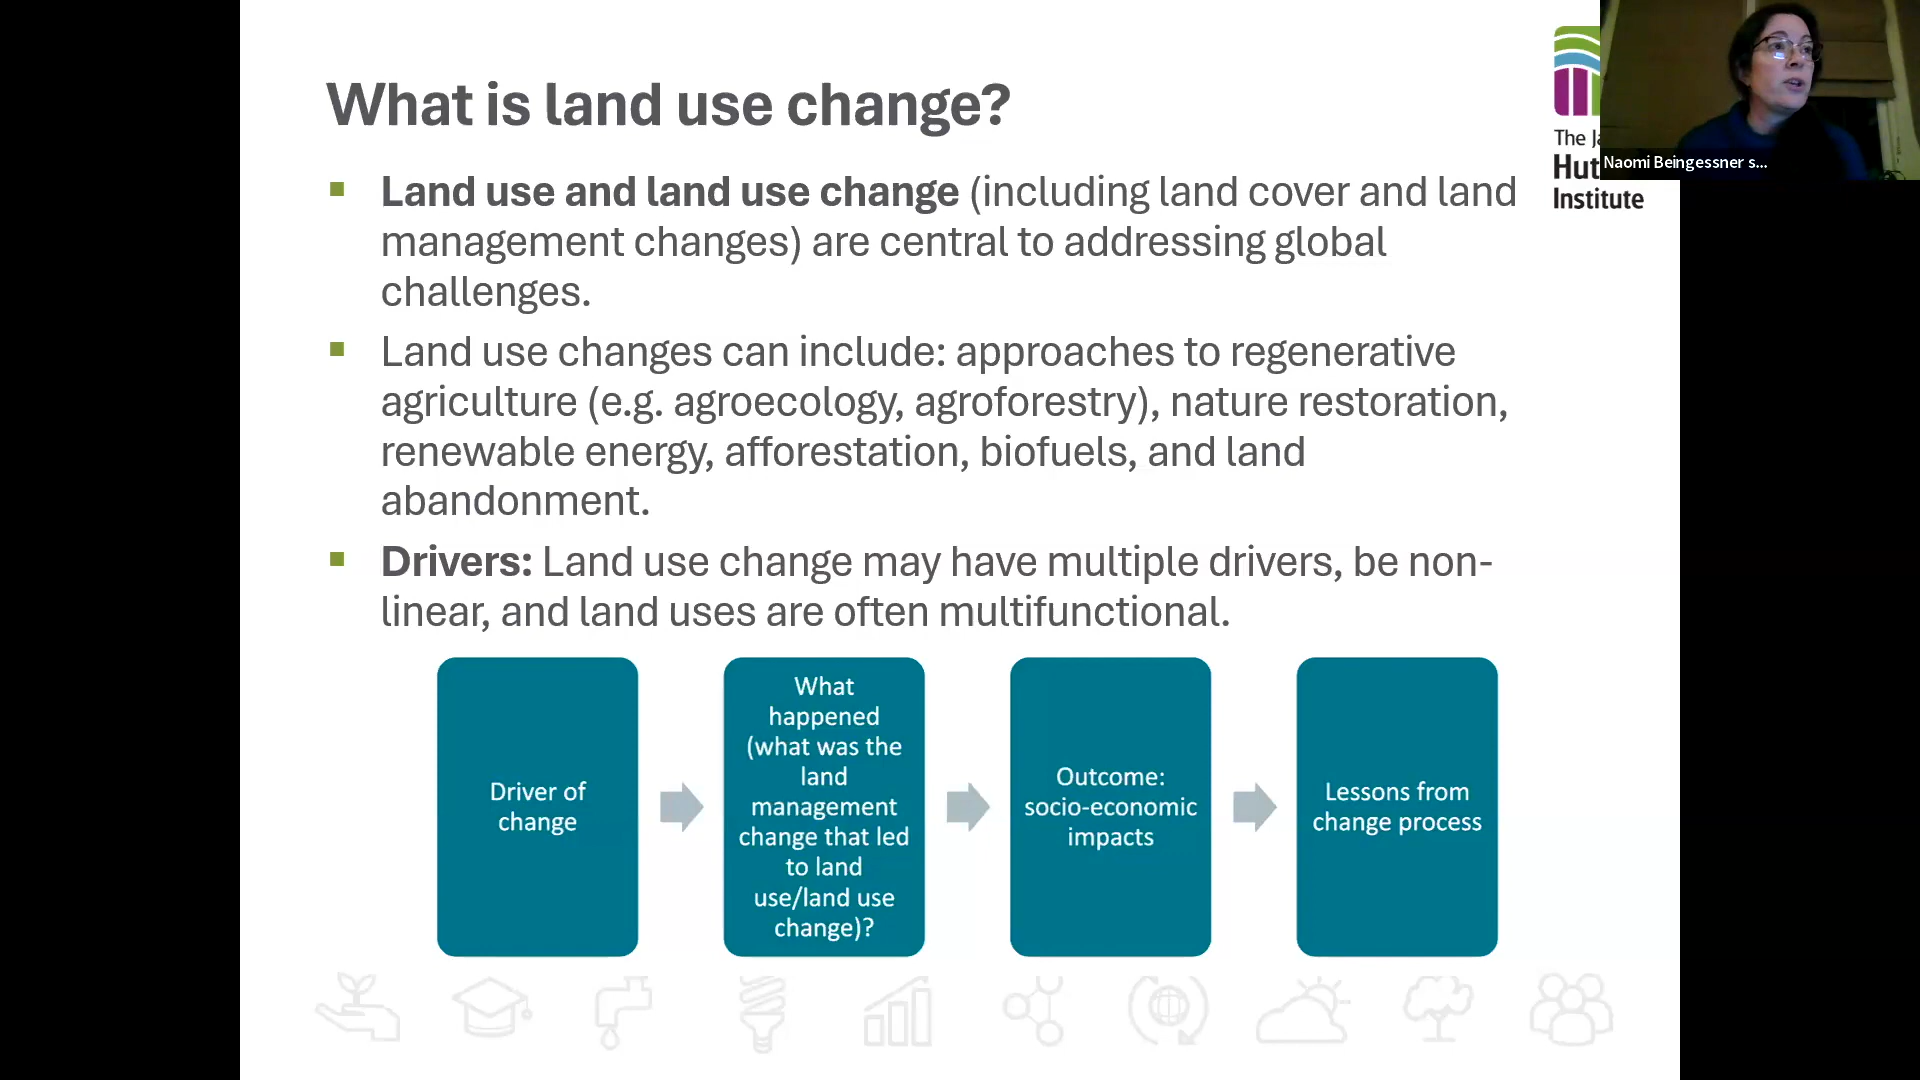 What is land use change?
Land use and land use change (including land cover and land
management changes) are central to addressing global
challenges.
Land use changes can include: approaches to regenerative
agriculture (e.g. agroecology, agroforestry), nature restoration,
renewable energy, afforestation, biofuels, and land
abandonment.
Drivers: Land use change may have multiple drivers, be non-
linear, and land uses are often multifunctional.
Driver of
change
What
happened
(what was the
land
management
change that led
to land
use/land use
change)?
Outcome:
socio-economic
impacts
Lessons from
change process
The Ja
Hut
Institute
Naomi Beingessner s...